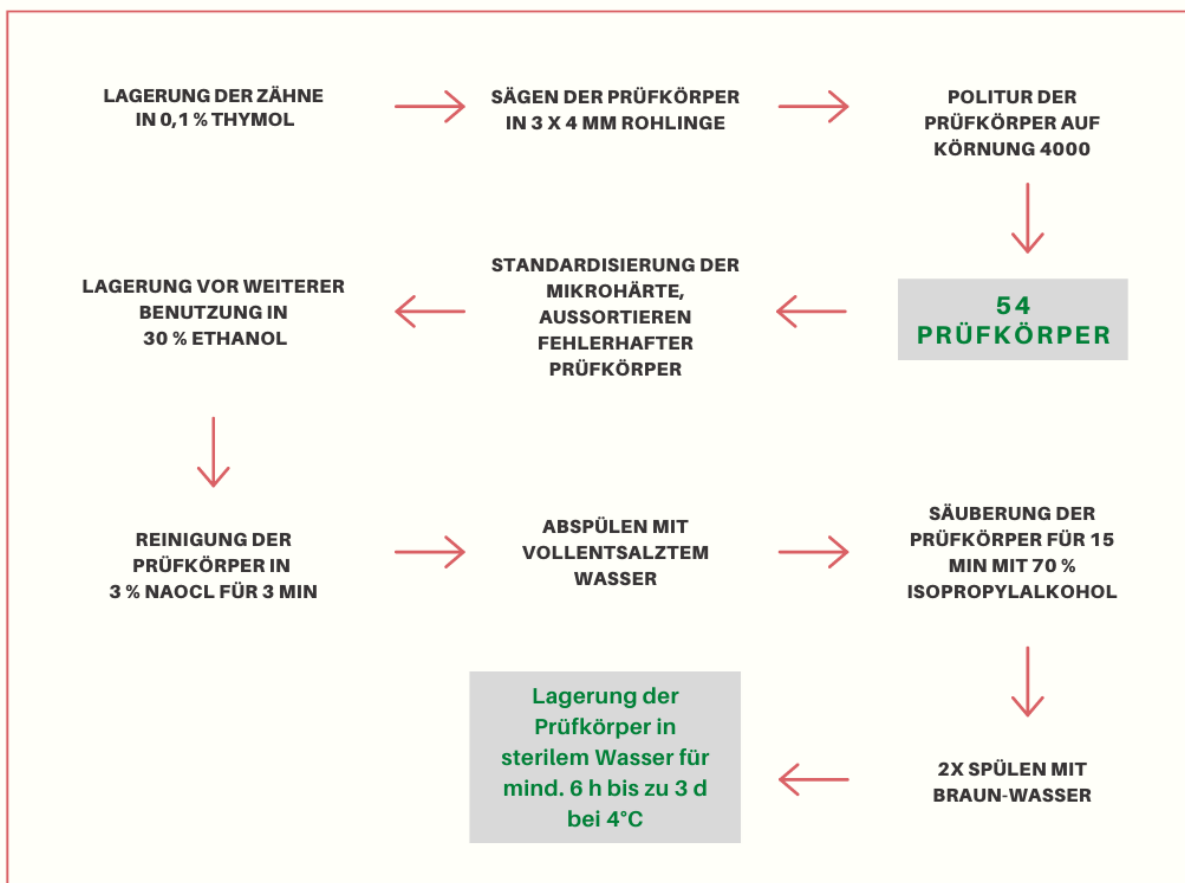 LAGERUNG DER ZÄHNE
IN 0,1 % THYMOL
SÄGEN DER PRÜFKÖRPER
IN 3 X 4 MM ROHLINGE
POLITUR DER
PRÜFKÖRPER AUF
KÖRNUNG 4000
54
PRÜFKÖRPER
STANDARDISIERUNG DER
MIKROHÄRTE,
AUSSORTIEREN
FEHLERHAFTER
PRÜFKÖRPER
LAGERUNG VOR WEITERER
BENUTZUNG IN
30 % ETHANOL
REINIGUNG DER
PRÜFKÖRPER IN
3 % NAOCL FÜR 3 MIN
ABSPÜLEN MIT
VOLLENTSALZTEM
WASSER
SÄUBERUNG DER
PRÜFKÖRPER FÜR 15
MIN MIT 70 %
ISOPROPYLALKOHOL
2X SPÜLEN MIT
BRAUN-WASSER
Lagerung der
Prüfkörper in
sterilem Wasser für
mind. 6 h bis zu 3 d
bei 4°C